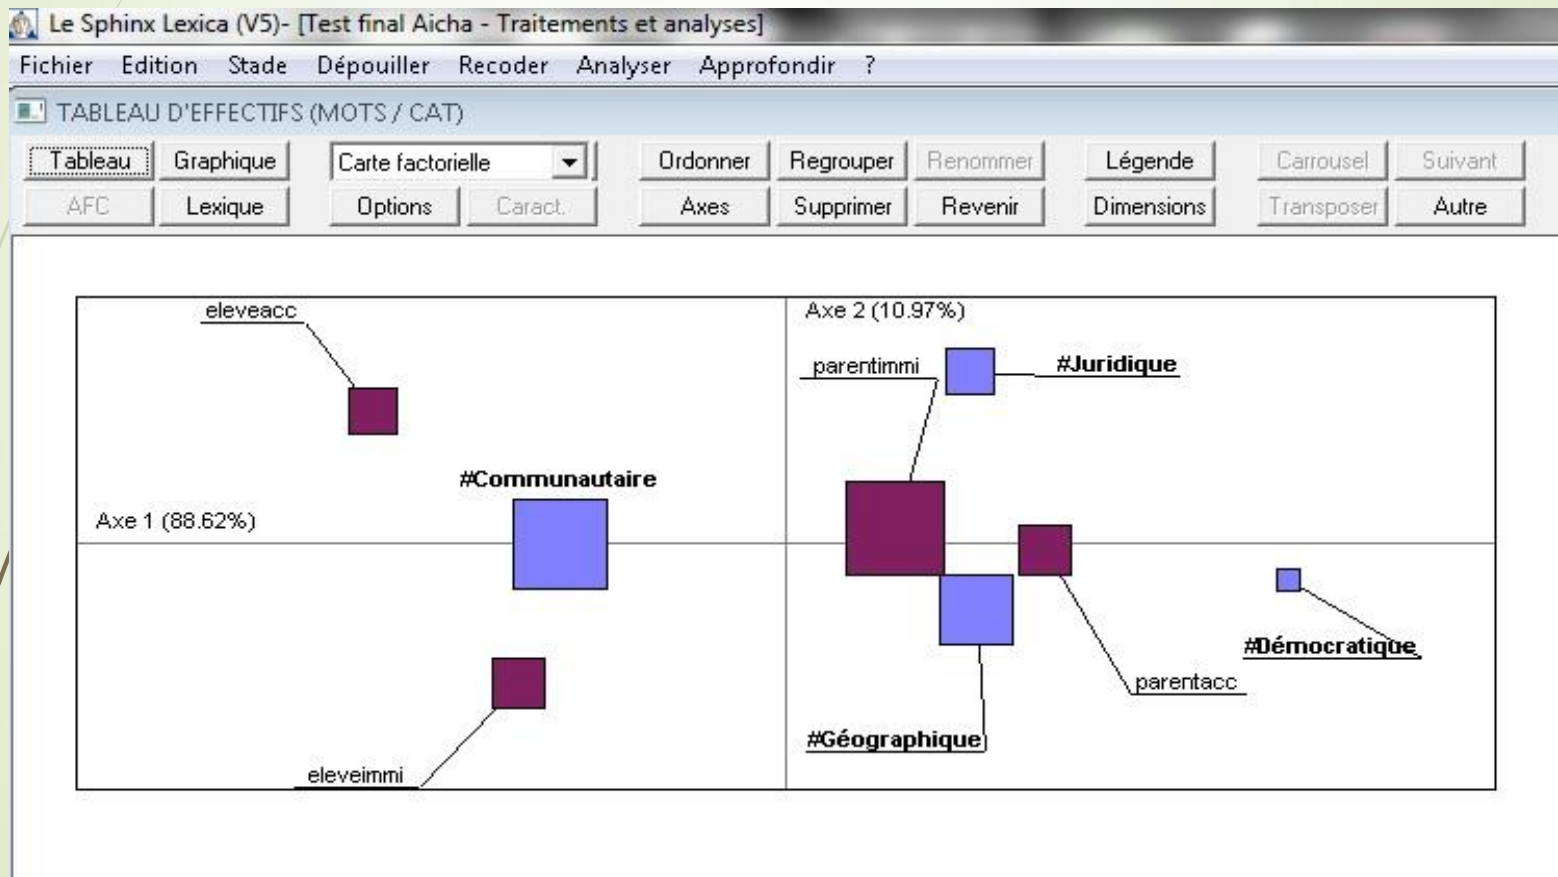 Le Sphinx Lexica (V5)- [Test final Aicha - Traitements et analyses]
Fichier Edition Stade Dépouiller Recoder Analyser Approfondir ?
TABLEAU D'EFFECTIFS (MOTS / CAT)
Tableau Graphique Carte factorielle Ordonner Regrouper Renommer Légende Carrousel Suivant
AFC Lexique Options Caract. Axes Supprimer Revenir Dimensions Transposer Autre
eleveacc
Axe 2 (10.97%)
parentimmi
#Juridique
#Communautaire
Axe 1 (88.62%)
#Démocratique
parentacc
#Géographique
eleveimmi